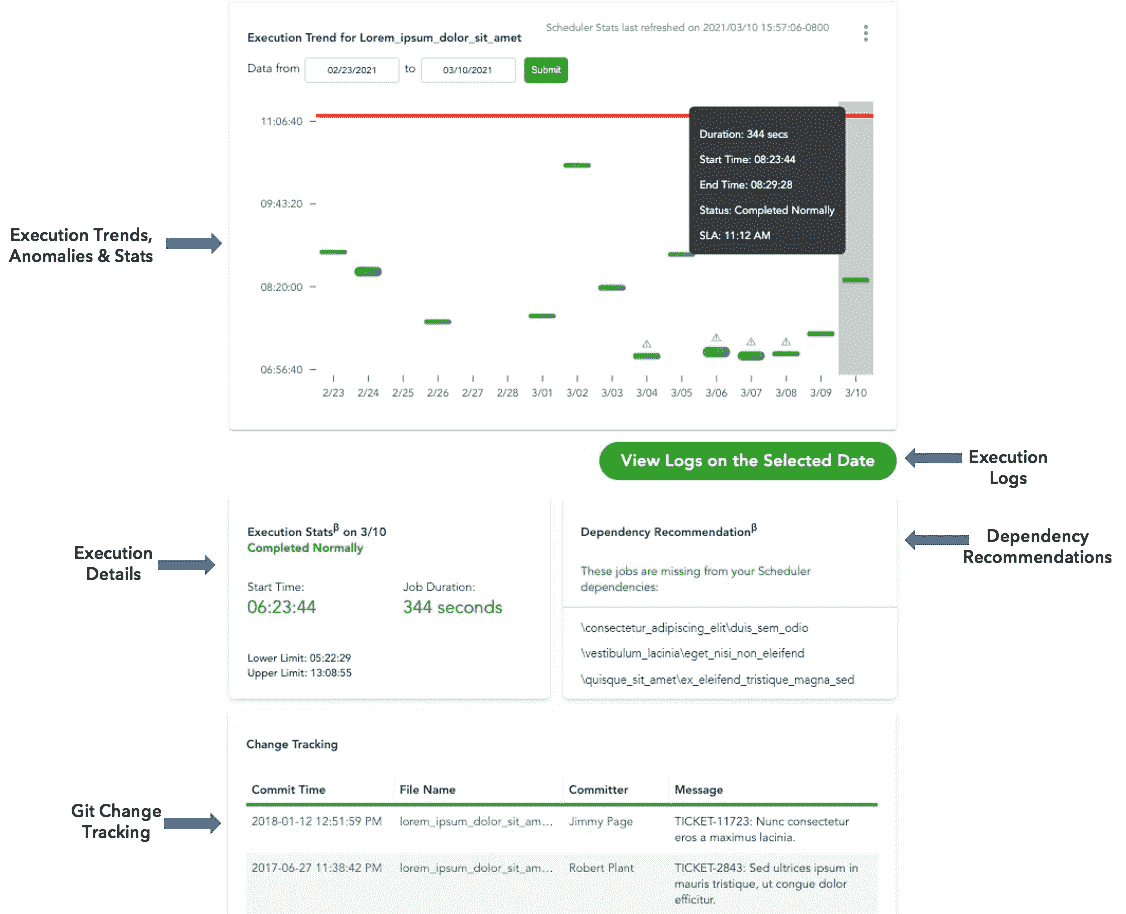 Execution Trend for Lorem_ipsum_dolor_sit_amet
Scheduler Stats last refreshed on 2021/03/10 15:57:06-0800
Data from 02/23/2021 to 03/10/2021 Submit
11:06:40
09:43:20
08:20:00
06:56:40
Duration: 344 secs
Start Time: 08:23:44
End Time: 08:29:28
Status: Completed Normally
SLA: 11:12 AM
2/23 2/24 2/25 2/26 2/27 2/28 3/01 3/02 3/03 3/04 3/05 3/06 3/07 3/08 3/09 3/10
Execution Trends,
Anomalies & Stats
View Logs on the Selected Date
Execution
Logs
Execution
Details
Execution Statsβ on 3/10
Completed Normally
Start Time:
06:23:44
Job Duration:
344 seconds
Lower Limit: 05:22:29
Upper Limit: 13:08:55
Dependency Recommendationβ
These jobs are missing from your Scheduler
dependencies:
\consectetur_adipiscing_elit\duis_sem_odio
\vestibulum_lacinia\eget_nisi_non_eleifend
\quisque_sit_amet\ex_eleifend_tristique_magna_sed
Dependency
Recommendations
Git Change
Tracking
Change Tracking
Commit Time File Name Committer Message
2018-01-12 12:51:59 PM lorem_ipsum_dolor_sit_am... Jimmy Page TICKET-11723: Nunc consectetur
eros a maximus lacinia.
2017-06-27 11:38:42 PM lorem_ipsum_dolor_sit_am... Robert Plant TICKET-2843: Sed ultrices ipsum in
mauris tristique, ut congue dolor
efficitur.